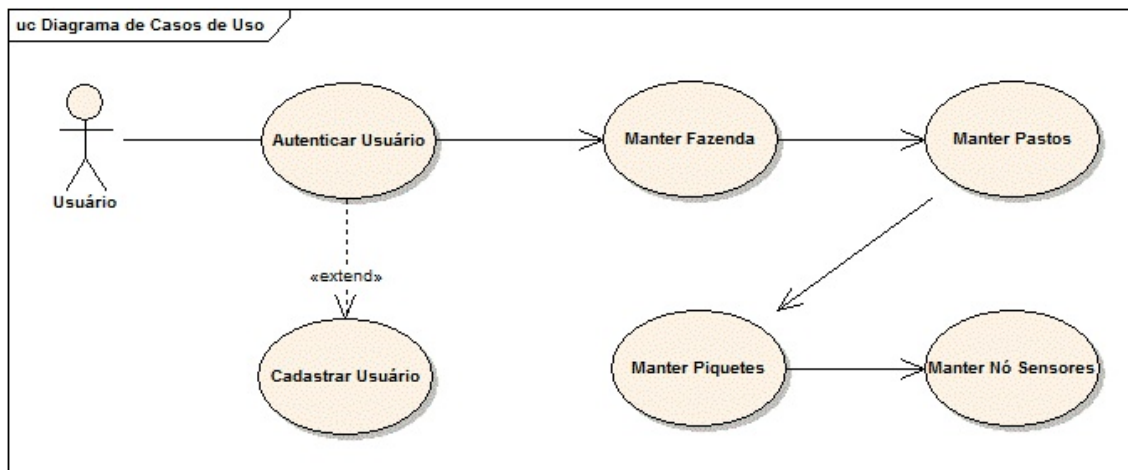 uc Diagrama de Casos de Uso
Autenticar Usuário
Manter Fazenda
Manter Pastos
Usuário
«extend»
Cadastrar Usuário
Manter Piquetes
Manter Nó Sensores